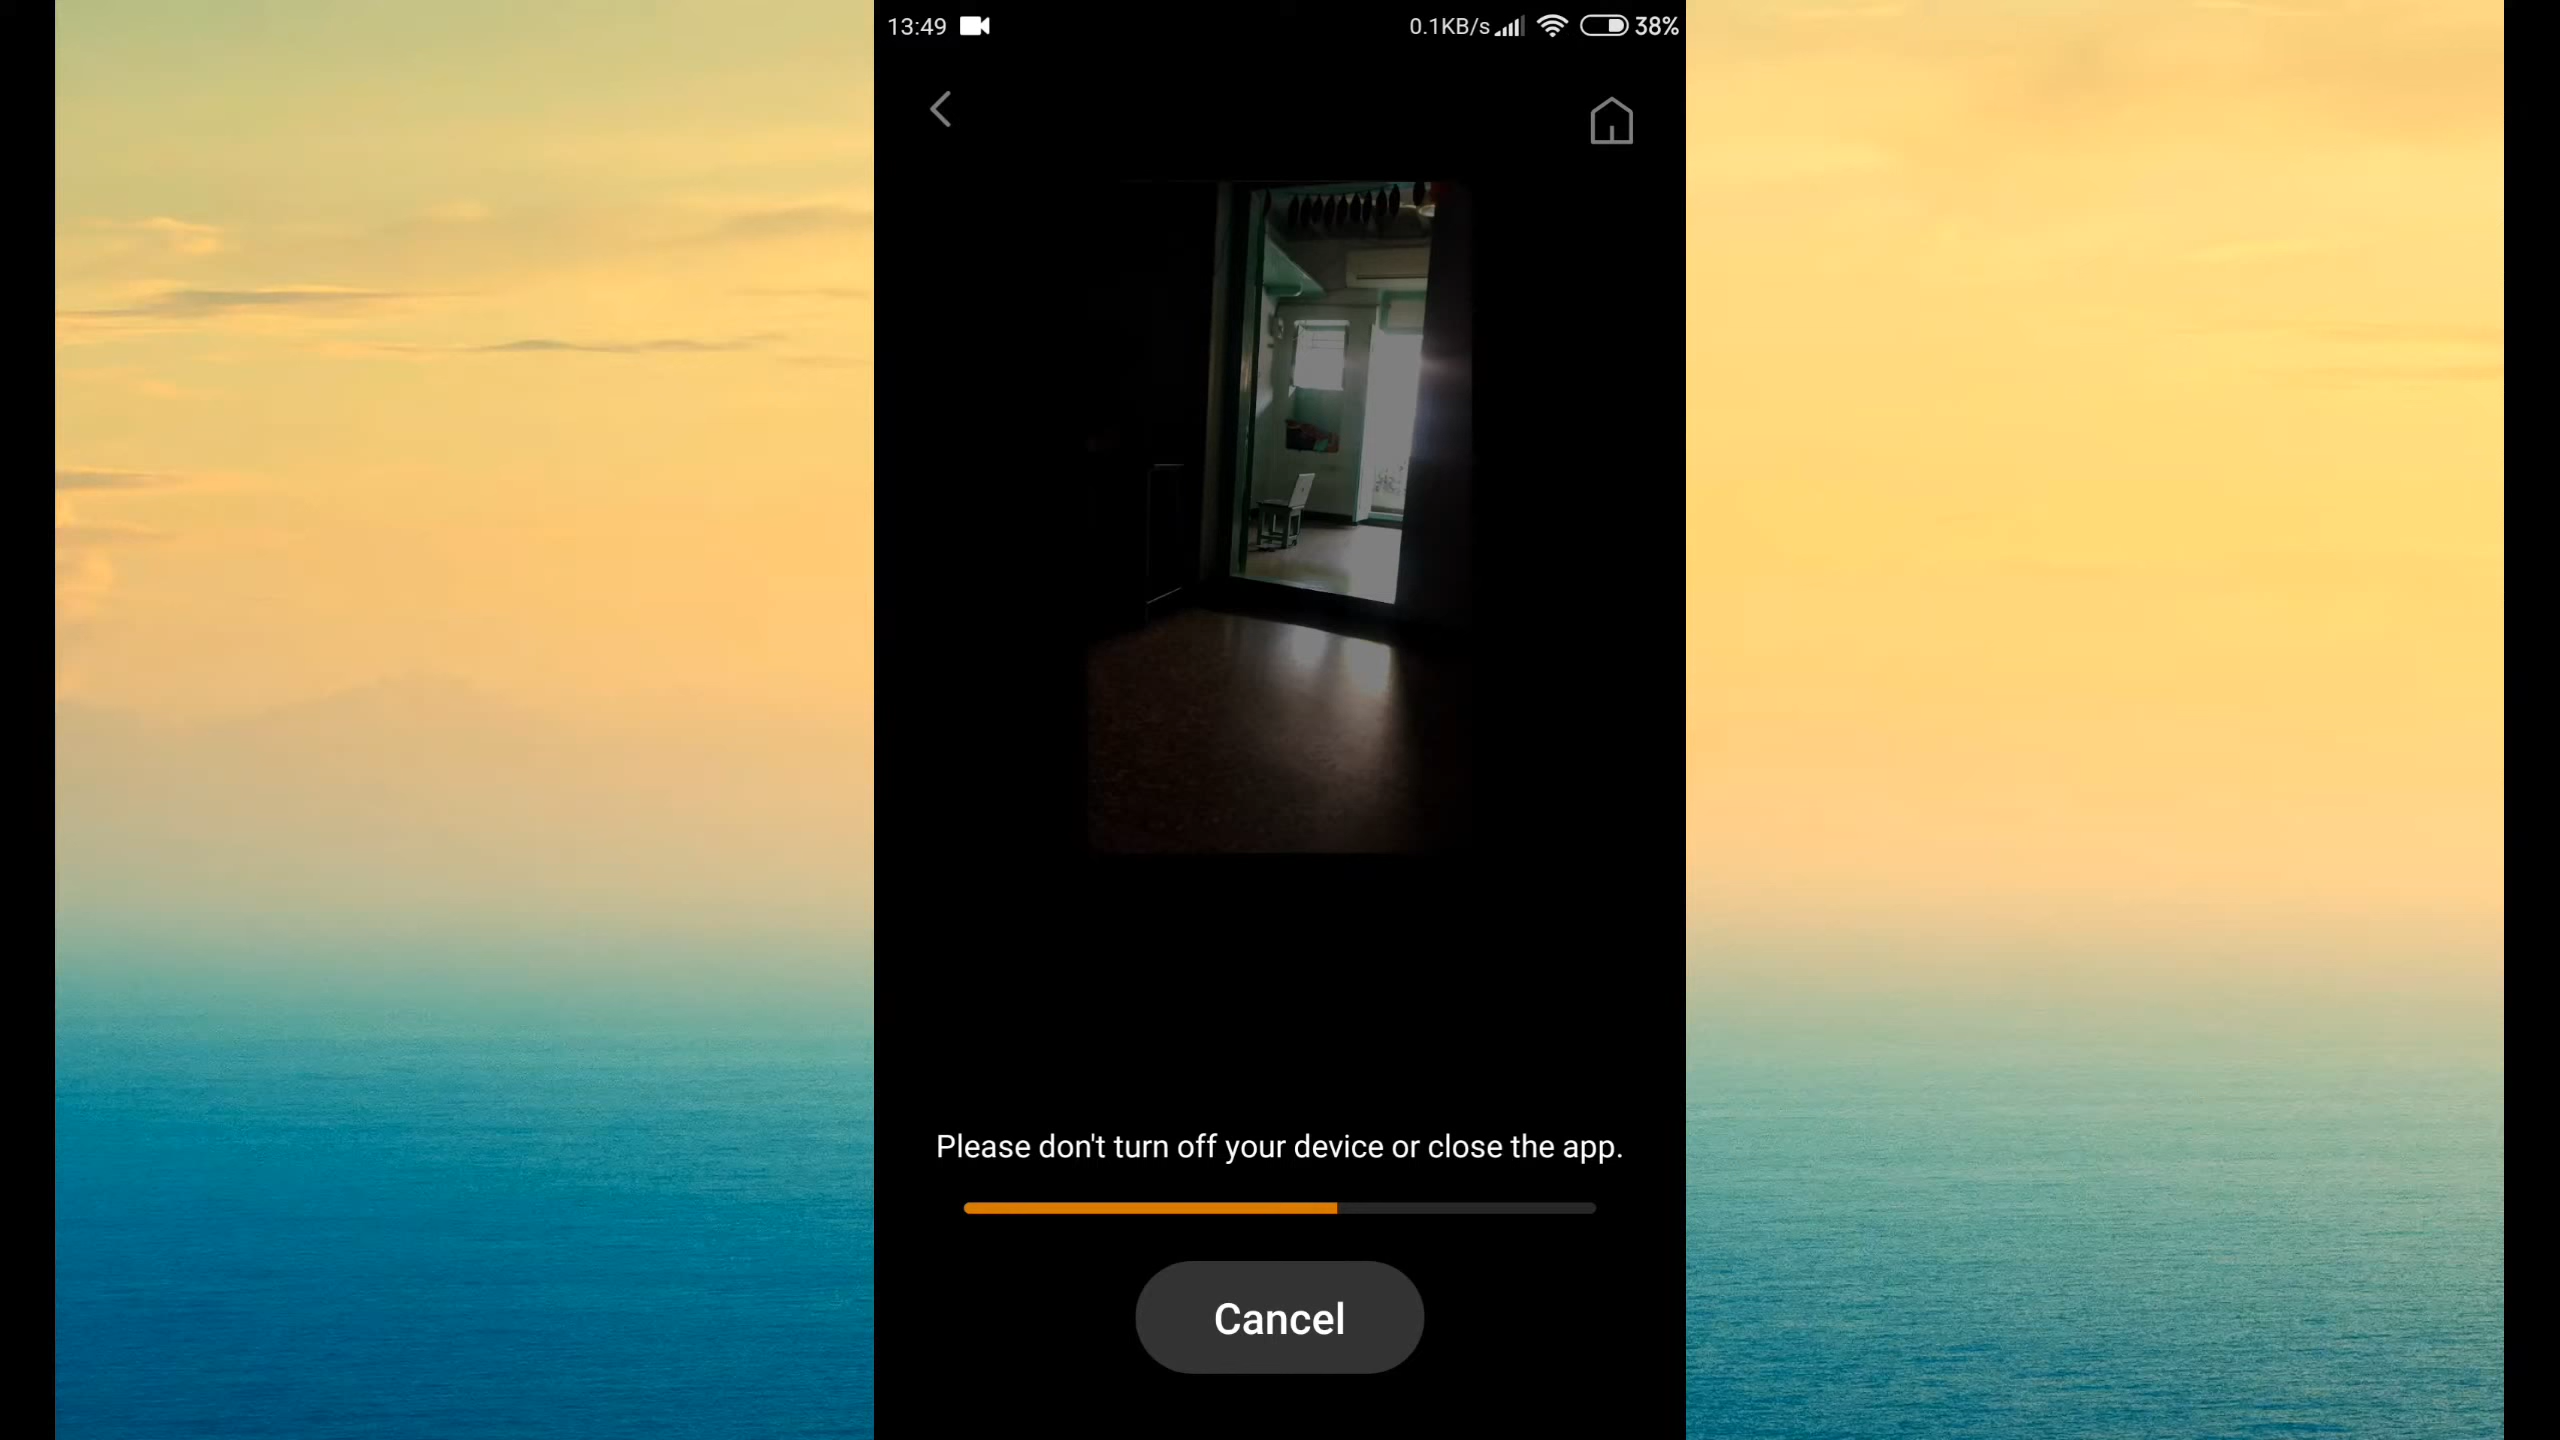 13:49 0.1KB/s 38%
Please don't turn off your device or close the app.
Cancel